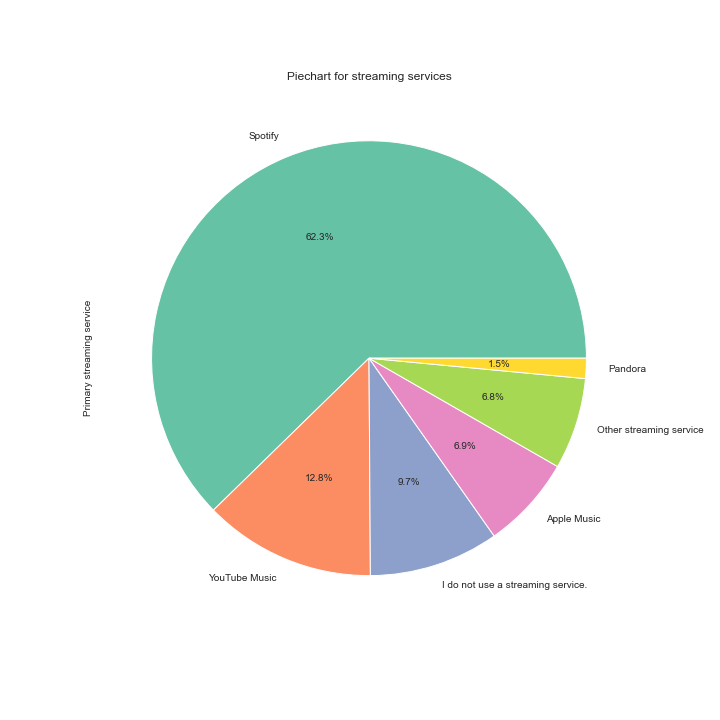 Piechart for streaming services
Spotify
62.3%
Primary streaming service
1.5%
Pandora
6.8%
Other streaming service
6.9%
Apple Music
12.8%
9.7%
YouTube Music
I do not use a streaming service.